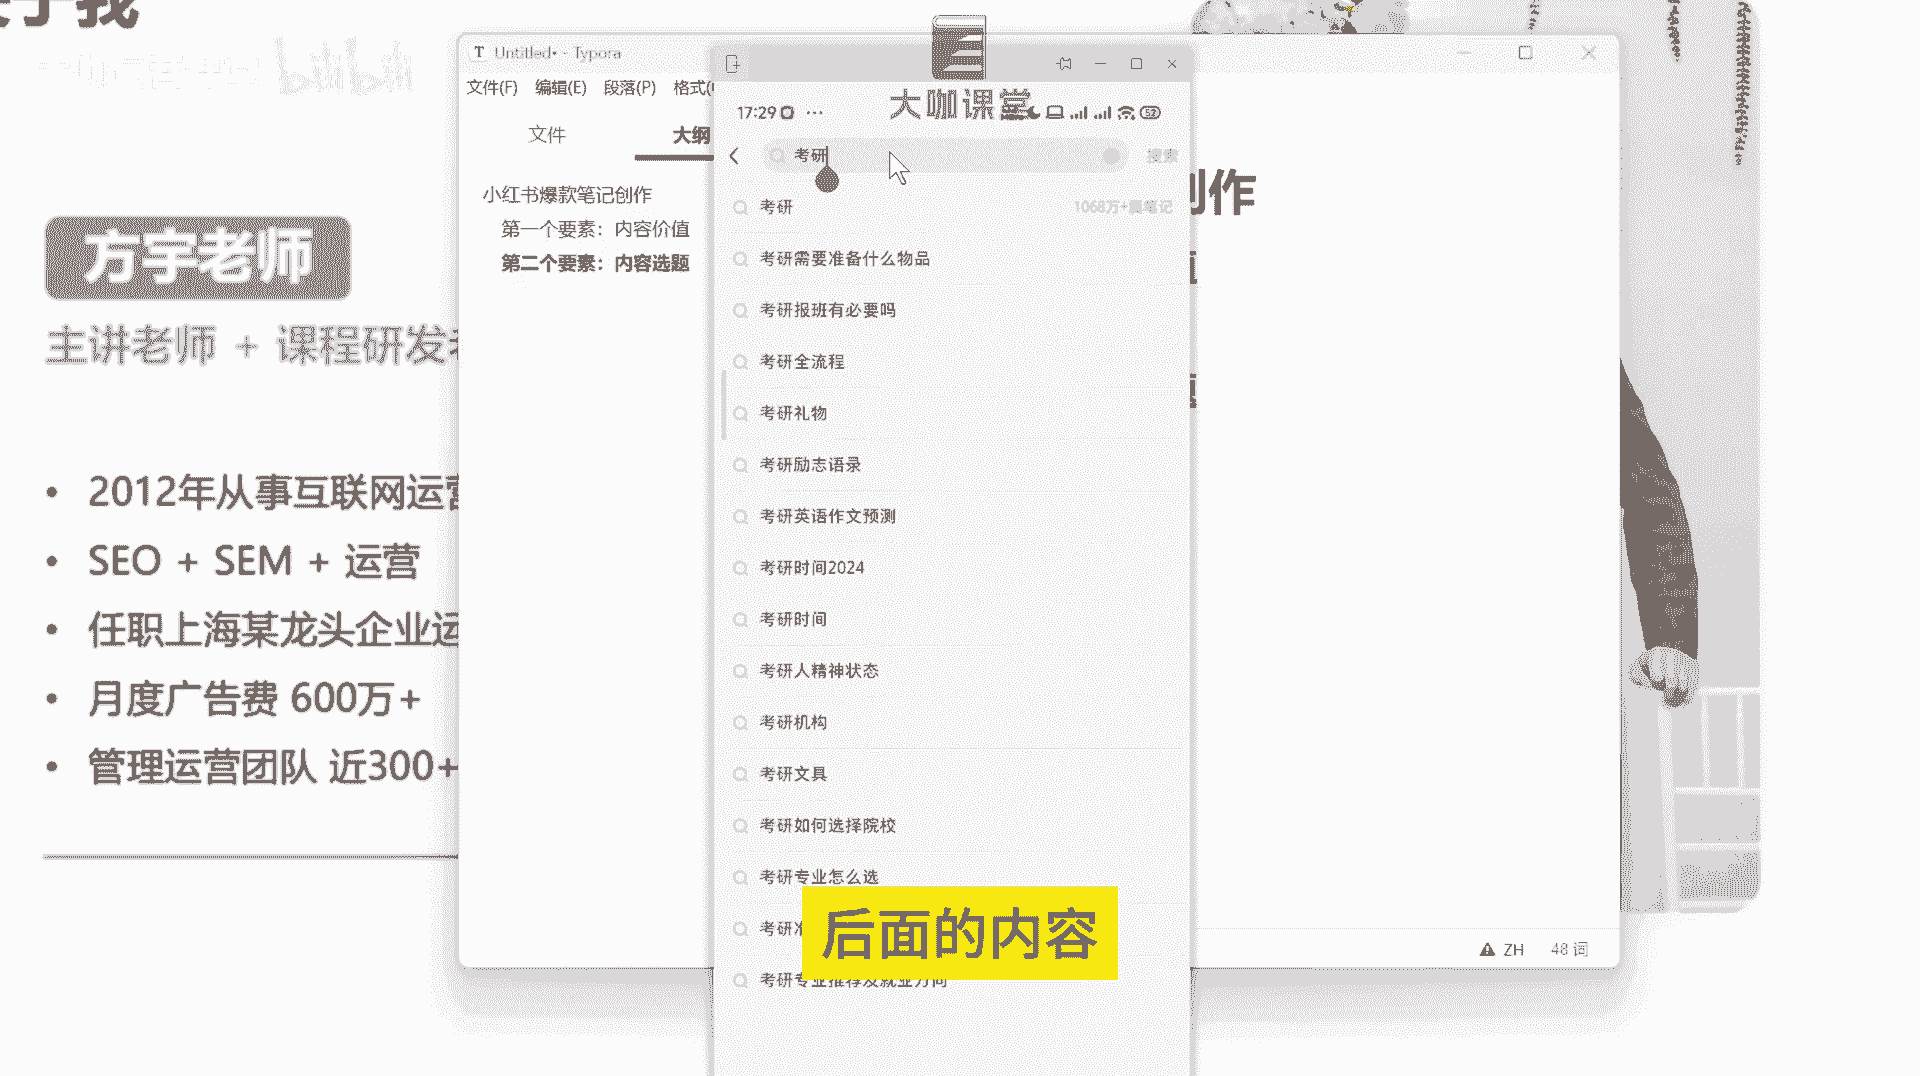 关于我
bilibili
方宇老师
主讲老师 + 课程研发
2012年从事互联网运营
SEO + SEM + 运营
任职上海某龙头企业运
月度广告费 600万+
管理运营团队 近300+
Untitled• - Typora
文件(F) 编辑(E) 段落(P) 格式(
文件
大纲
小红书爆款笔记创作
第一个要素：内容价值
第二个要素：内容选题
创作
大咖课堂
17:29 ··· 52
考研
搜索
考研 1068万+篇笔记
考研需要准备什么物品
考研报班有必要吗
考研全流程
考研礼物
考研励志语录
考研英语作文预测
考研时间2024
考研时间
考研人精神状态
考研机构
考研文具
考研如何选择院校
考研专业怎么选
考研
考研专业推荐及就业方向
后面的内容
ZH 48 词